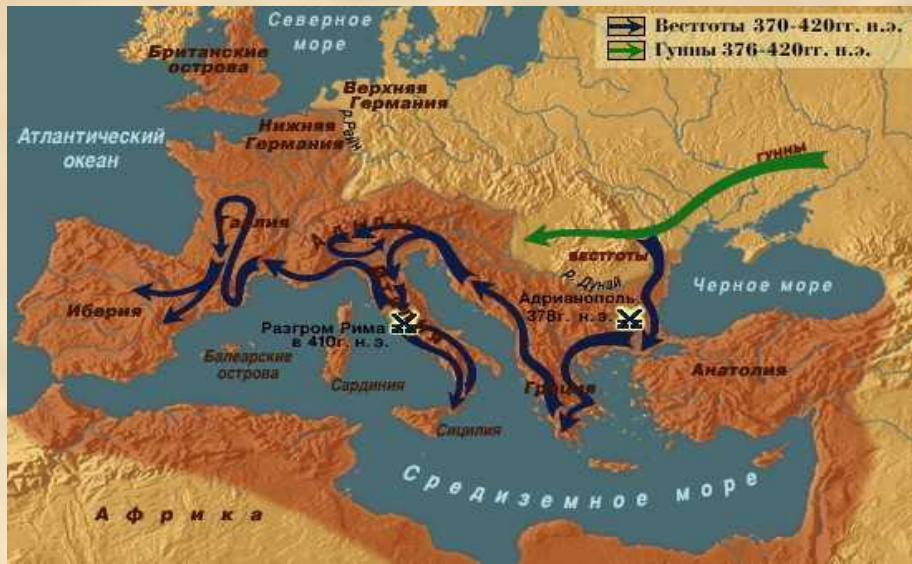 Северное
море
Вестготы 370-420гг. н.э.
Гунны 376-420гг. н.э.
Британские
острова
Верхняя
Германия
р. Рейн
Нижняя
Германия
Атлантический
океан
гунны
Галлия
Альпы
вестготы
р. Дунай
Черное море
Адрианополь
378г. н.э.
Иберия
Италия
Разгром Рима
в 410г. н.э.
Балеарские
острова
Сардиния
Греция
Анатолия
Сицилия
Средиземное море
Африка